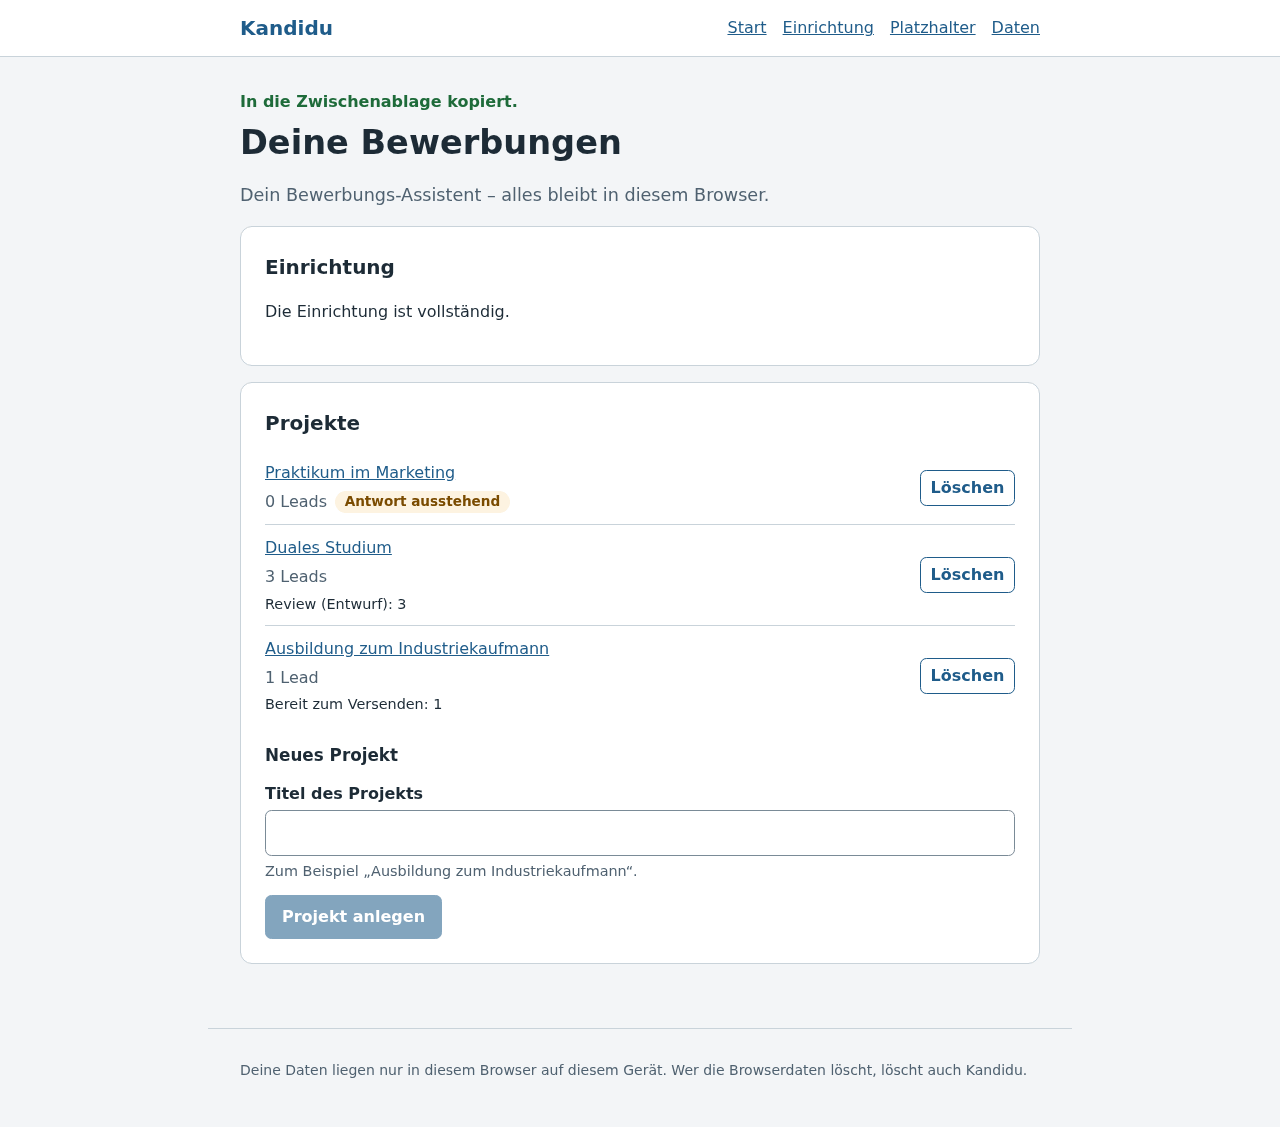 Kandidu
Start Einrichtung Platzhalter Daten
In die Zwischenablage kopiert.
Deine Bewerbungen
Dein Bewerbungs-Assistent – alles bleibt in diesem Browser.
Einrichtung
Die Einrichtung ist vollständig.
Projekte
Praktikum im Marketing
0 Leads Antwort ausstehend
Löschen
Duales Studium
3 Leads
Review (Entwurf): 3
Löschen
Ausbildung zum Industriekaufmann
1 Lead
Bereit zum Versenden: 1
Löschen
Neues Projekt
Titel des Projekts
Zum Beispiel „Ausbildung zum Industriekaufmann“.
Projekt anlegen
Deine Daten liegen nur in diesem Browser auf diesem Gerät. Wer die Browserdaten löscht, löscht auch Kandidu.